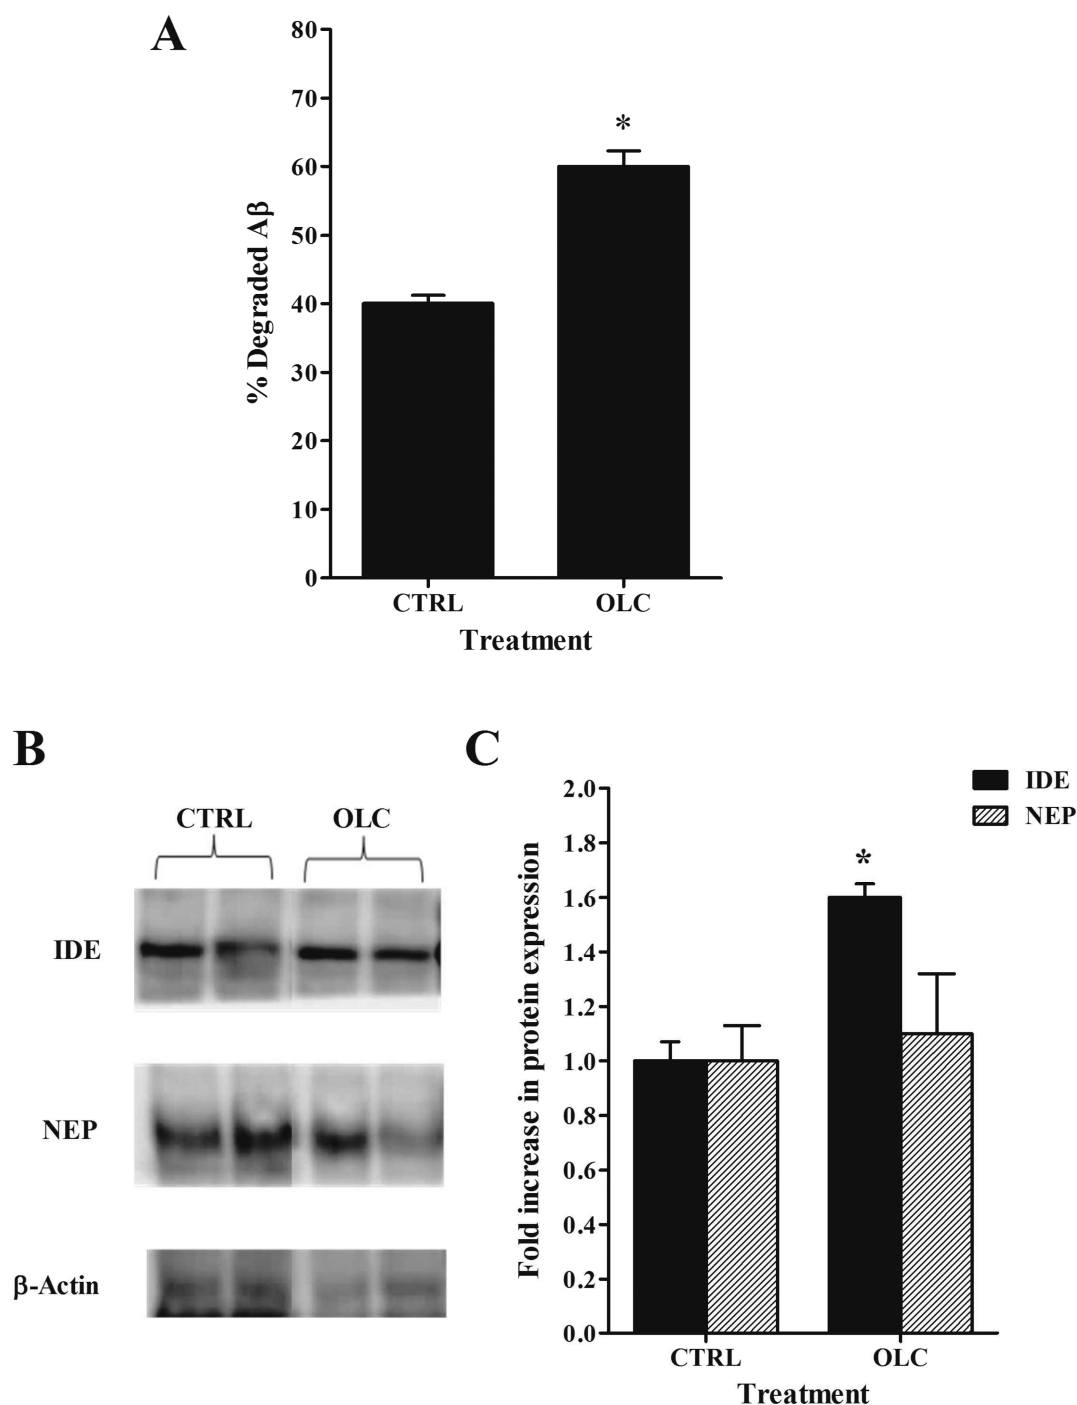 A
80
70
60
50
40
30
20
10
0
% Degraded Aβ
*
CTRL OLC
Treatment
B
CTRL OLC
IDE
NEP
β-Actin
C
IDE
NEP
2.0
1.8
1.6
1.4
1.2
1.0
0.8
0.6
0.4
0.2
0.0
Fold increase in protein expression
*
CTRL OLC
Treatment